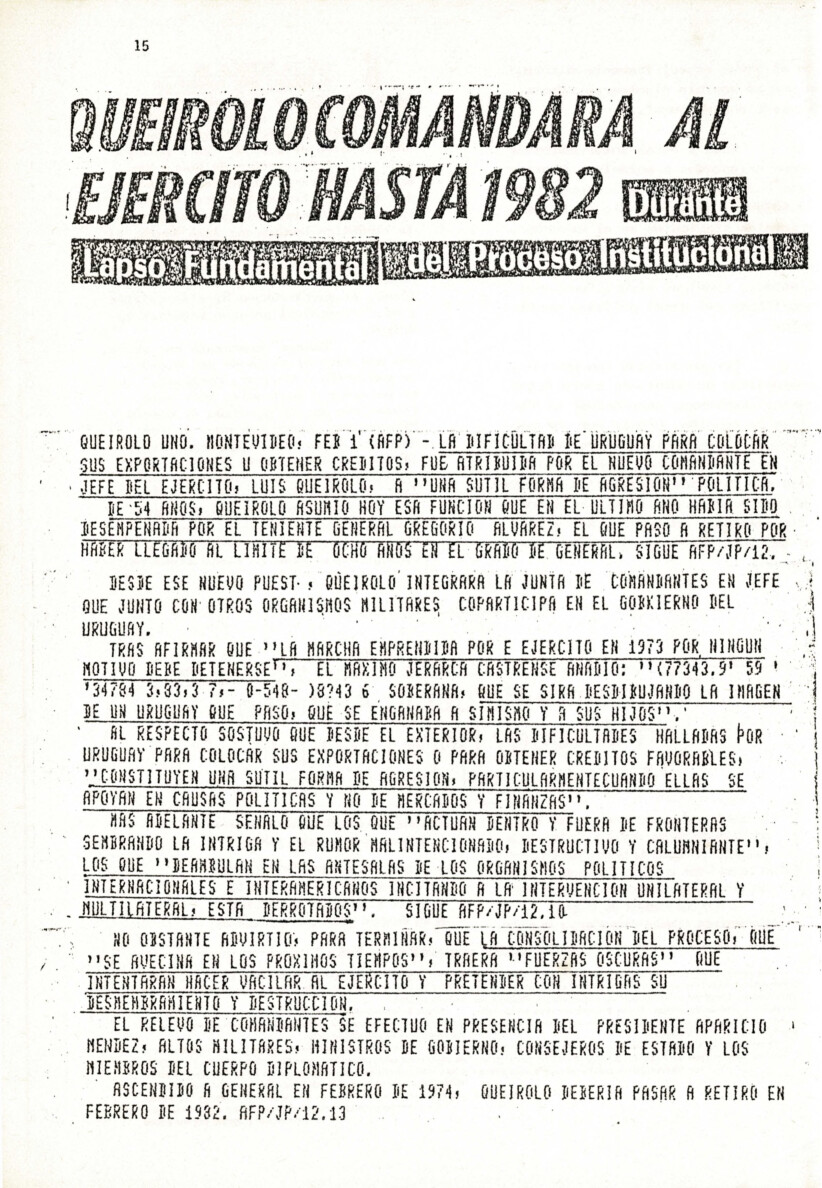 15
QUEIROLO COMANDARA AL
EJERCITO HASTA 1982 Durante
Lapso Fundamental del Proceso Institucional
QUEIROLO UNO. MONTEVIDEO, FEB 1 (AFP) - LA DIFICULTAD DE URUGUAY PARA COLOCAR
SUS EXPORTACIONES U OBTENER CREDITOS, FUE ATRIBUIDA POR EL NUEVO COMANDANTE EN
JEFE DEL EJERCITO, LUIS QUEIROLO, A ''UNA SUTIL FORMA DE AGRESION'' POLITICA.
DE 54 ANOS, QUEIROLO ASUMIO HOY ESA FUNCION QUE EN EL ULTIMO ANO HABIA SIDO
DESEMPENADA POR EL TENIENTE GENERAL GREGORIO ALVAREZ, EL QUE PASO A RETIRO POR
HABER LLEGADO AL LIMITE DE OCHO ANOS EN EL GRADO DE GENERAL. SIGUE AFP/JP/12.
DESDE ESE NUEVO PUEST , QUEIROLO INTEGRARA LA JUNTA DE COMANDANTES EN JEFE
QUE JUNTO CON OTROS ORGANISMOS MILITARES COPARTICIPA EN EL GOBKIERNO DEL
URUGUAY.
TRAS AFIRMAR QUE ''LA MARCHA EMPRENDIDA POR E EJERCITO EN 1973 POR NINGUN
MOTIVO DEBE DETENERSE'', EL MAXIMO JERARCA CASTRENSE ANADIO: ''(77343.9' 59 '
'34784 3,83,3 7,- 0-548- )8?43 6 SOBERANA, QUE SE SIRA DESDIBUJANDO LA IMAGEN
DE UN URUGUAY QUE PASO, QUE SE ENGANABA A SIMISMO Y A SUS HIJOS''.
AL RESPECTO SOSTUVO QUE DESDE EL EXTERIOR, LAS DIFICULTADES HALLADAS POR
URUGUAY PARA COLOCAR SUS EXPORTACIONES O PARA OBTENER CREDITOS FAVORABLES,
''CONSTITUYEN UNA SUTIL FORMA DE AGRESION, PARTICULARMENTECUANDO ELLAS SE
APOYAN EN CAUSAS POLITICAS Y NO DE MERCADOS Y FINANZAS''.
MAS ADELANTE SENALO QUE LOS QUE ''ACTUAN DENTRO Y FUERA DE FRONTERAS
SEMBRANDO LA INTRIGA Y EL RUMOR MALINTENCIONADO, DESTRUCTIVO Y CALUMNIANTE'',
LOS QUE ''DEAMBULAN EN LAS ANTESALAS DE LOS ORGANISMOS POLITICOS
INTERNACIONALES E INTERAMERICANOS INCITANDO A LA INTERVENCION UNILATERAL Y
MULTILATERAL, ESTA DERROTADOS''. SIGUE AFP/JP/12.10
NO OBSTANTE ADVIRTIO, PARA TERMINAR, QUE LA CONSOLIDACION DEL PROCESO, QUE
''SE AVECINA EN LOS PROXIMOS TIEMPOS'', TRAERA ''FUERZAS OSCURAS'' QUE
INTENTARAN HACER VACILAR AL EJERCITO Y PRETENDER CON INTRIGAS SU
DESMEMBRAMIENTO Y DESTRUCCION.
EL RELEVO DE COMANDANTES SE EFECTUO EN PRESENCIA DEL PRESIDENTE APARICIO
MENDEZ, ALTOS MILITARES, MINISTROS DE GOBIERNO, CONSEJEROS DE ESTADO Y LOS
MIEMBROS DEL CUERPO DIPLOMATICO.
ASCENDIDO A GENERAL EN FEBRERO DE 1974, QUEIROLO DEBERIA PASAR A RETIRO EN
FEBRERO DE 1982. AFP/JP/12.13